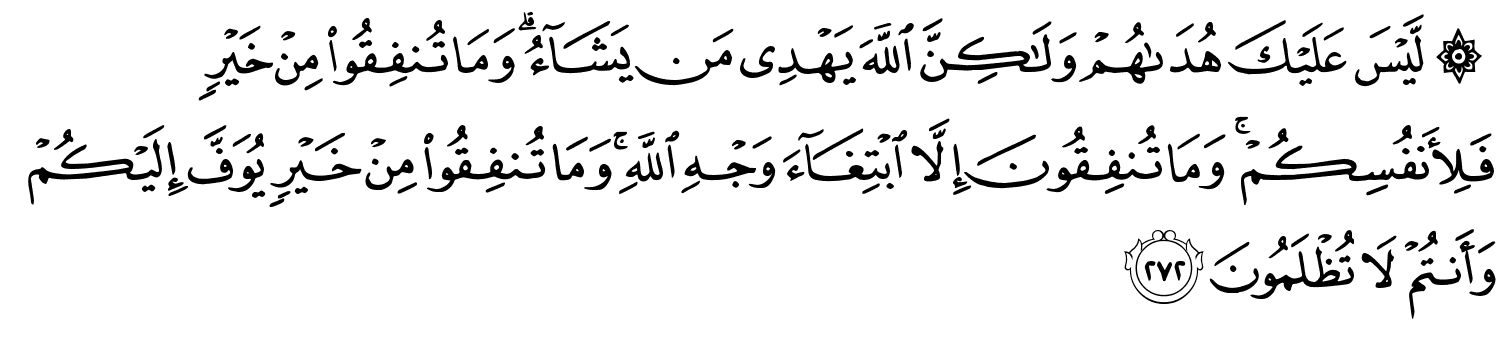 ۞ لَّيْسَ عَلَيْكَ هُدَىٰهُمْ وَلَـٰكِنَّ ٱللَّهَ يَهْدِى مَن يَشَآءُ ۗ وَمَا تُنفِقُوا۟ مِنْ خَيْرٍ
فَلِأَنفُسِكُمْ ۚ وَمَا تُنفِقُونَ إِلَّا ٱبْتِغَآءَ وَجْهِ ٱللَّهِ ۚ وَمَا تُنفِقُوا۟ مِنْ خَيْرٍ يُوَفَّ إِلَيْكُمْ
وَأَنتُمْ لَا تُظْلَمُونَ ٢٧٢